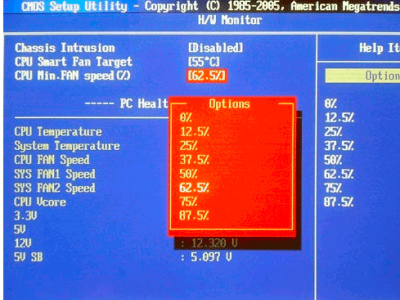 CMOS Setup Utility - Copyright (C) 1985-2005, American Megatrends
H/W Monitor
Chassis Intrusion [Disabled] Help It
CPU Smart Fan Target [55°C]
CPU Min.FAN speed(%) [62.5%] Option
----- PC Healt
Options
0%
12.5%
25%
37.5%
50%
62.5%
75%
87.5%
CPU Temperature
System Temperature
CPU FAN Speed
SYS FAN1 Speed
SYS FAN2 Speed
CPU Vcore
3.3V
5V
12V : 12.320 V
5V SB : 5.097 V
0%
12.5%
25%
37.5%
50%
62.5%
75%
87.5%